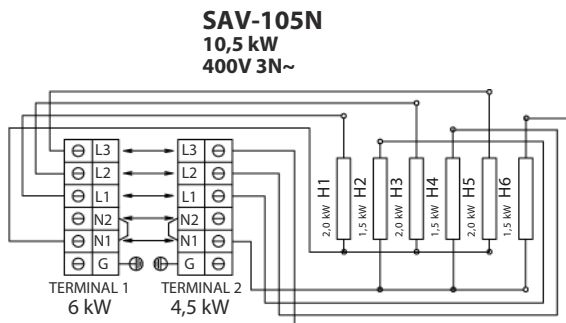 SAV-105N
10,5 kW
400V 3N~
L3 L3
L2 L2
L1 L1
N2 N2
N1 N1
G G
TERMINAL 1 TERMINAL 2
6 kW 4,5 kW
2,0 kW H1
1,5 kW H2
2,0 kW H3
1,5 kW H4
2,0 kW H5
1,5 kW H6